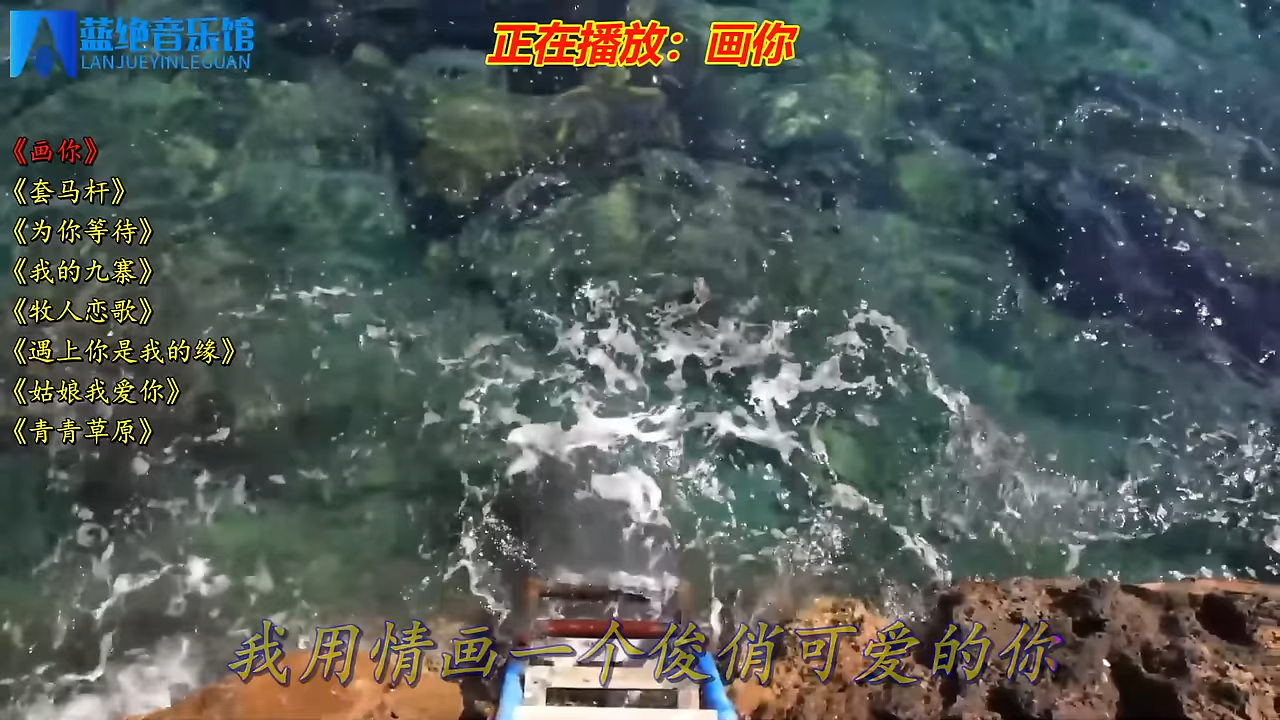 蓝绝音乐馆
LANJUEYINLEGUAN
正在播放：画你
《画你》
《套马杆》
《为你等待》
《我的九寨》
《牧人恋歌》
《遇上你是我的缘》
《姑娘我爱你》
《青青草原》
我用情画一个俊俏可爱的你